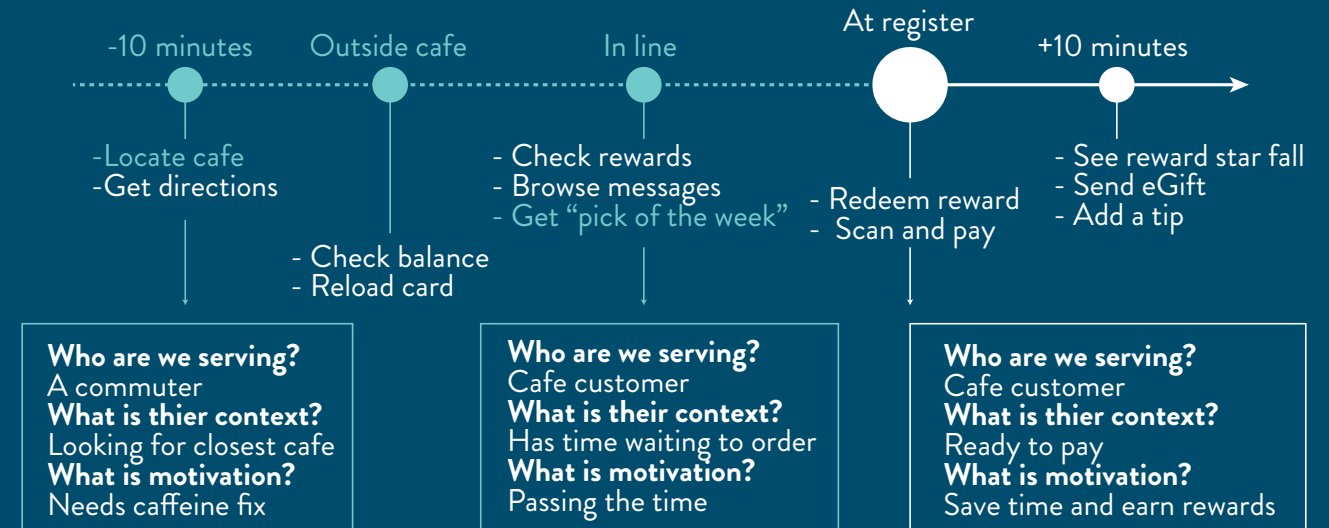 -10 minutes
Outside cafe
In line
At register
+10 minutes
-Locate cafe
-Get directions
- Check balance
- Reload card
- Check rewards
- Browse messages
- Get “pick of the week”
- Redeem reward
- Scan and pay
- See reward star fall
- Send eGift
- Add a tip
Who are we serving?
A commuter
What is thier context?
Looking for closest cafe
What is motivation?
Needs caffeine fix
Who are we serving?
Cafe customer
What is their context?
Has time waiting to order
What is motivation?
Passing the time
Who are we serving?
Cafe customer
What is thier context?
Ready to pay
What is motivation?
Save time and earn rewards